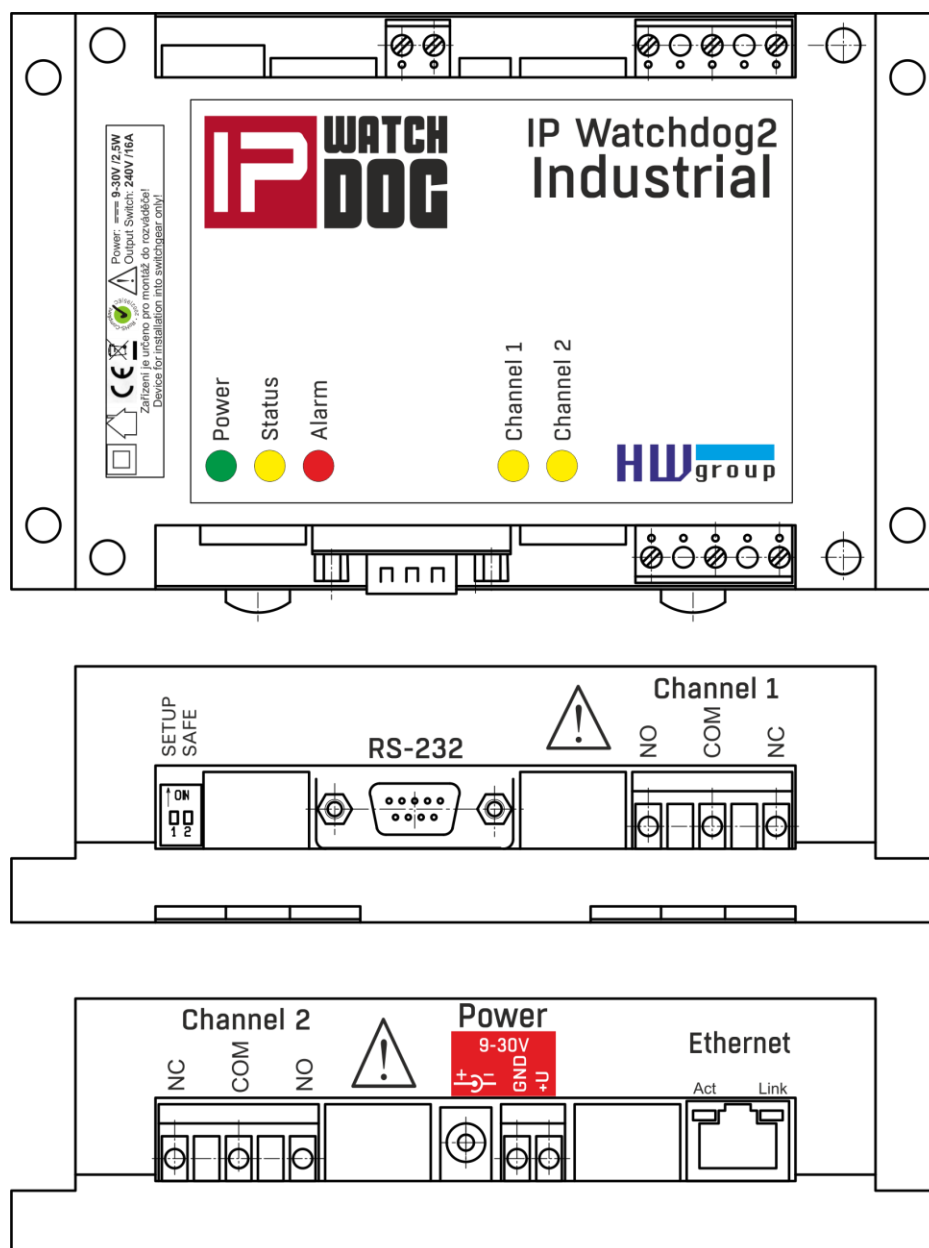 IP WATCH DOG
IP Watchdog2
Industrial
Power: 9-30V /2,5W
Output Switch: 240V /16A
Zařízení je určeno pro montáž do rozváděče!
Device for installation into switchgear only!
CE
Power
Status
Alarm
Channel 1
Channel 2
HW group
SETUP
SAFE
RS-232
Channel 1
NO
COM
NC
ON
1 2
Channel 2
NC
COM
NO
Power
9-30V
+ -
GND
+U
Ethernet
Act Link